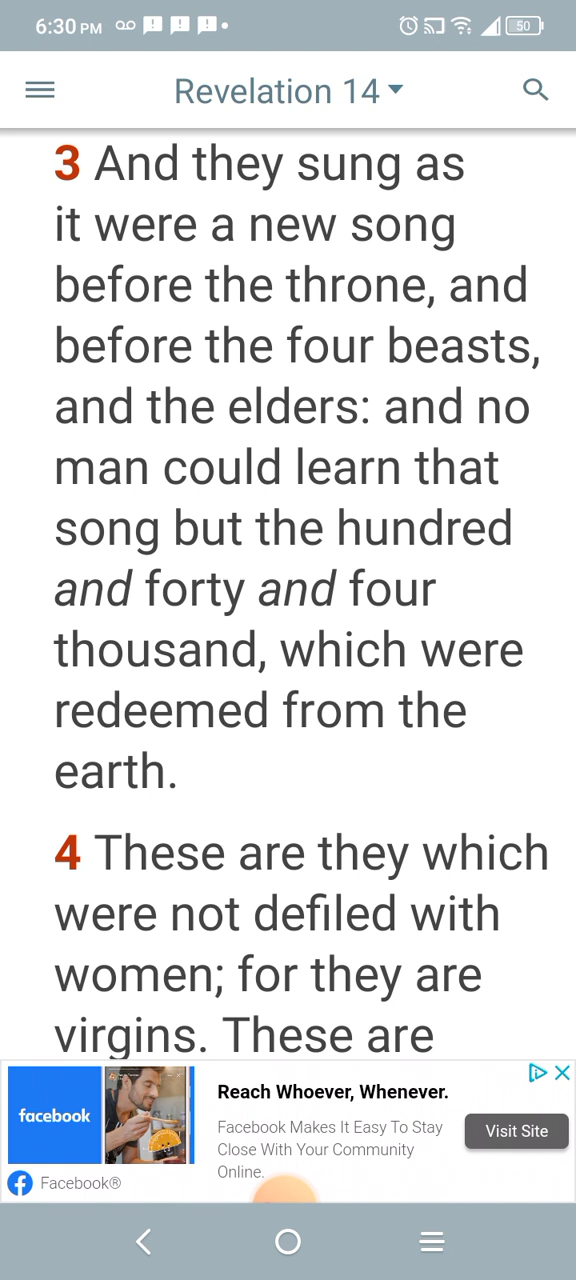 6:30 PM
50
Revelation 14
3 And they sung as
it were a new song
before the throne, and
before the four beasts,
and the elders: and no
man could learn that
song but the hundred
and forty and four
thousand, which were
redeemed from the
earth.
4 These are they which
were not defiled with
women; for they are
virgins. These are
facebook
Reach Whoever, Whenever.
Facebook Makes It Easy To Stay
Close With Your Community
Online.
Visit Site
Facebook®